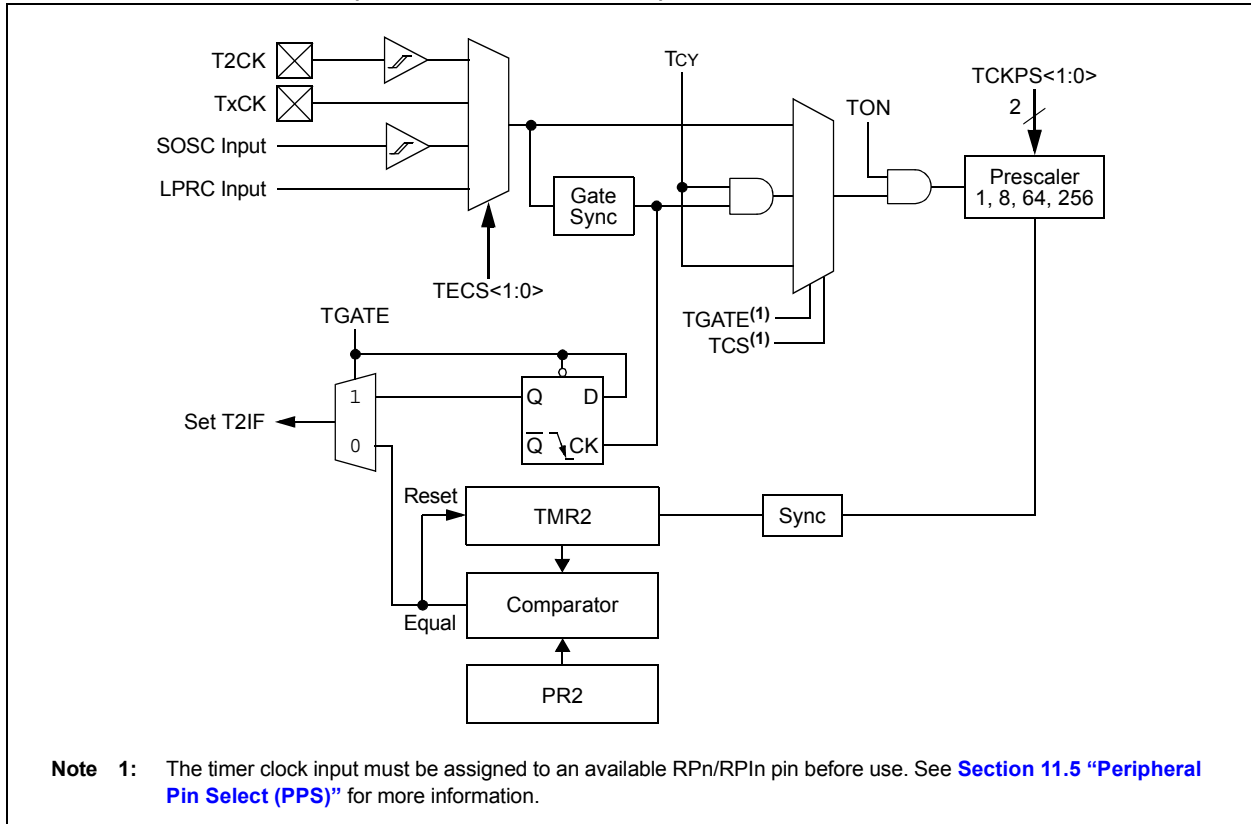 T2CK
TxCK
SOSC Input
LPRC Input
TECS<1:0>
Gate
Sync
TCY
TGATE(1)
TCS(1)
TON
TCKPS<1:0>
2
Prescaler
1, 8, 64, 256
TGATE
1
0
Set T2IF
Q D
Q CK
Reset
TMR2
Sync
Comparator
Equal
PR2
Note 1: The timer clock input must be assigned to an available RPn/RPIn pin before use. See Section 11.5 “Peripheral
Pin Select (PPS)” for more information.